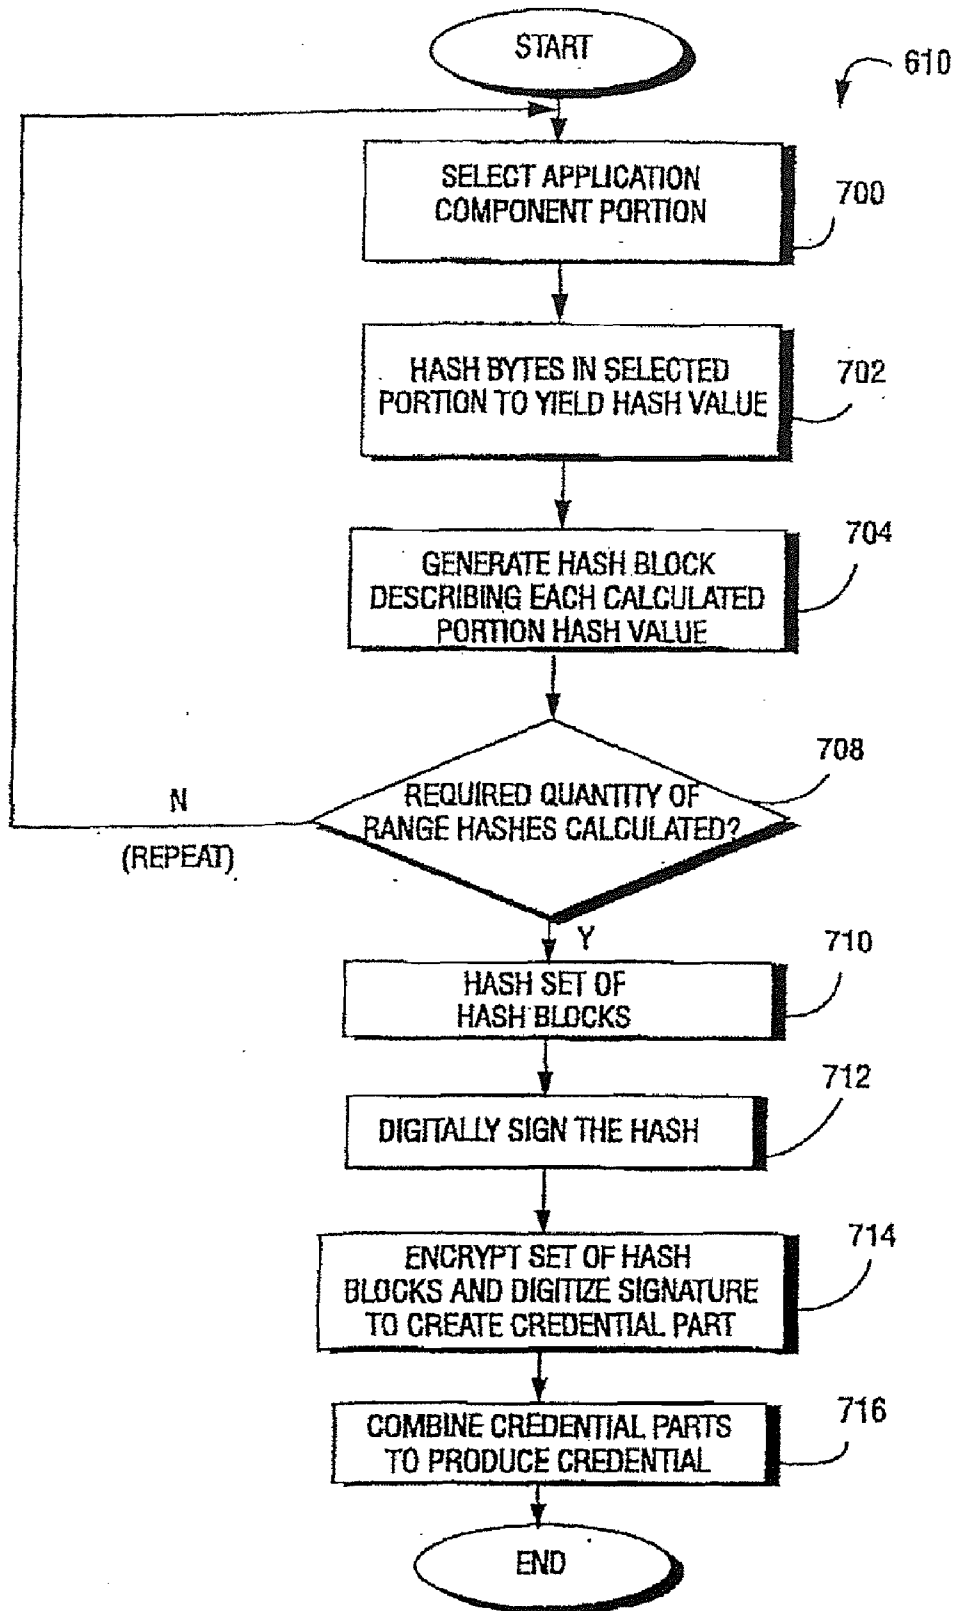 START
610
SELECT APPLICATION
COMPONENT PORTION
700
HASH BYTES IN SELECTED
PORTION TO YIELD HASH VALUE
702
GENERATE HASH BLOCK
DESCRIBING EACH CALCULATED
PORTION HASH VALUE
704
REQUIRED QUANTITY OF
RANGE HASHES CALCULATED?
708
N
(REPEAT)
Y
HASH SET OF
HASH BLOCKS
710
DIGITALLY SIGN THE HASH
712
ENCRYPT SET OF HASH
BLOCKS AND DIGITIZE SIGNATURE
TO CREATE CREDENTIAL PART
714
COMBINE CREDENTIAL PARTS
TO PRODUCE CREDENTIAL
716
END